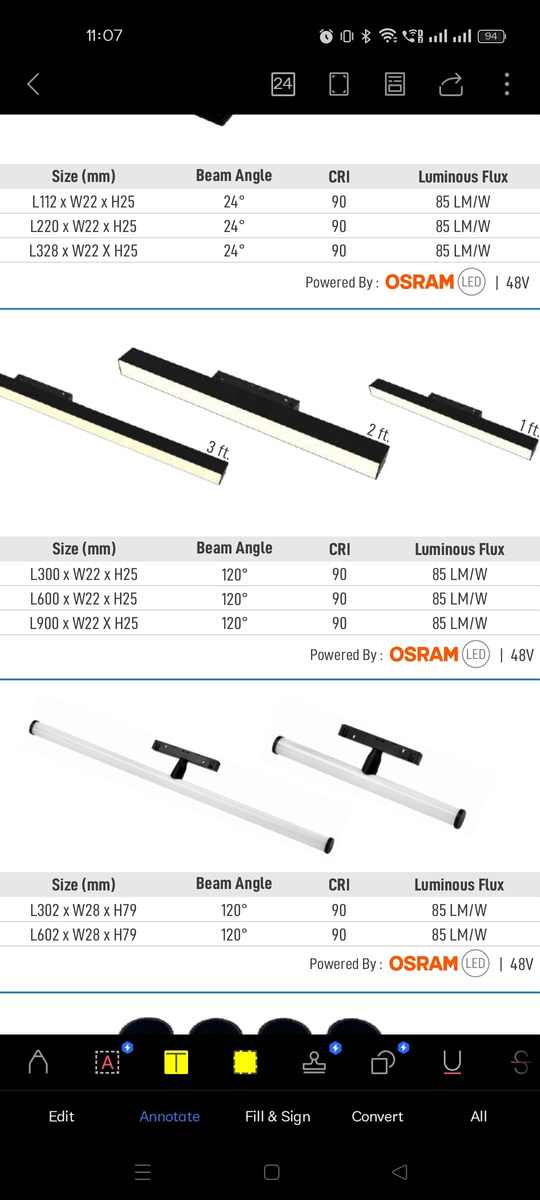 11:07
94
24
Size (mm) Beam Angle CRI Luminous Flux
L112 x W22 x H25 24° 90 85 LM/W
L220 x W22 x H25 24° 90 85 LM/W
L328 x W22 X H25 24° 90 85 LM/W
Powered By : OSRAM LED | 48V
3 ft.
2 ft.
1 ft.
Size (mm) Beam Angle CRI Luminous Flux
L300 x W22 x H25 120° 90 85 LM/W
L600 x W22 x H25 120° 90 85 LM/W
L900 x W22 X H25 120° 90 85 LM/W
Powered By : OSRAM LED | 48V
Size (mm) Beam Angle CRI Luminous Flux
L302 x W28 x H79 120° 90 85 LM/W
L602 x W28 x H79 120° 90 85 LM/W
Powered By : OSRAM LED | 48V
A T U S
Edit Annotate Fill & Sign Convert All